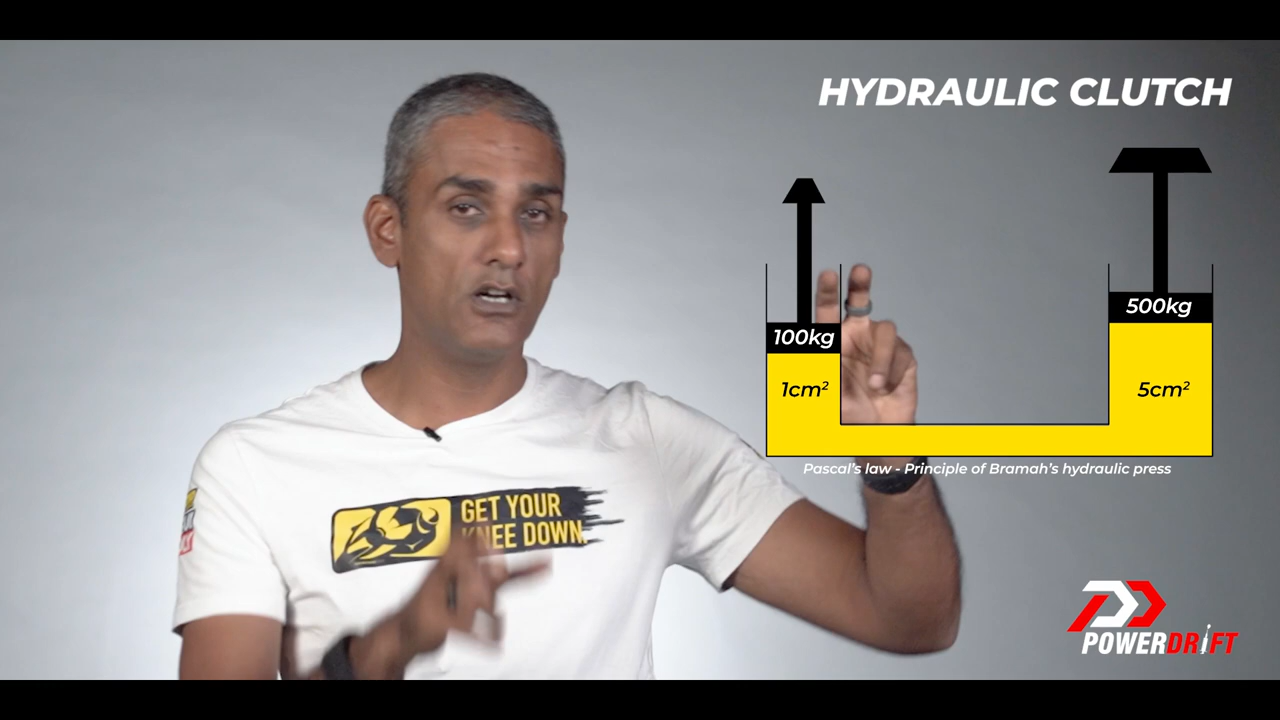 HYDRAULIC CLUTCH
500kg
100kg
1cm²
5cm²
Pascal's law - Principle of Bramah's hydraulic press
GET YOUR
KNEE DOWN
POWERDRIFT